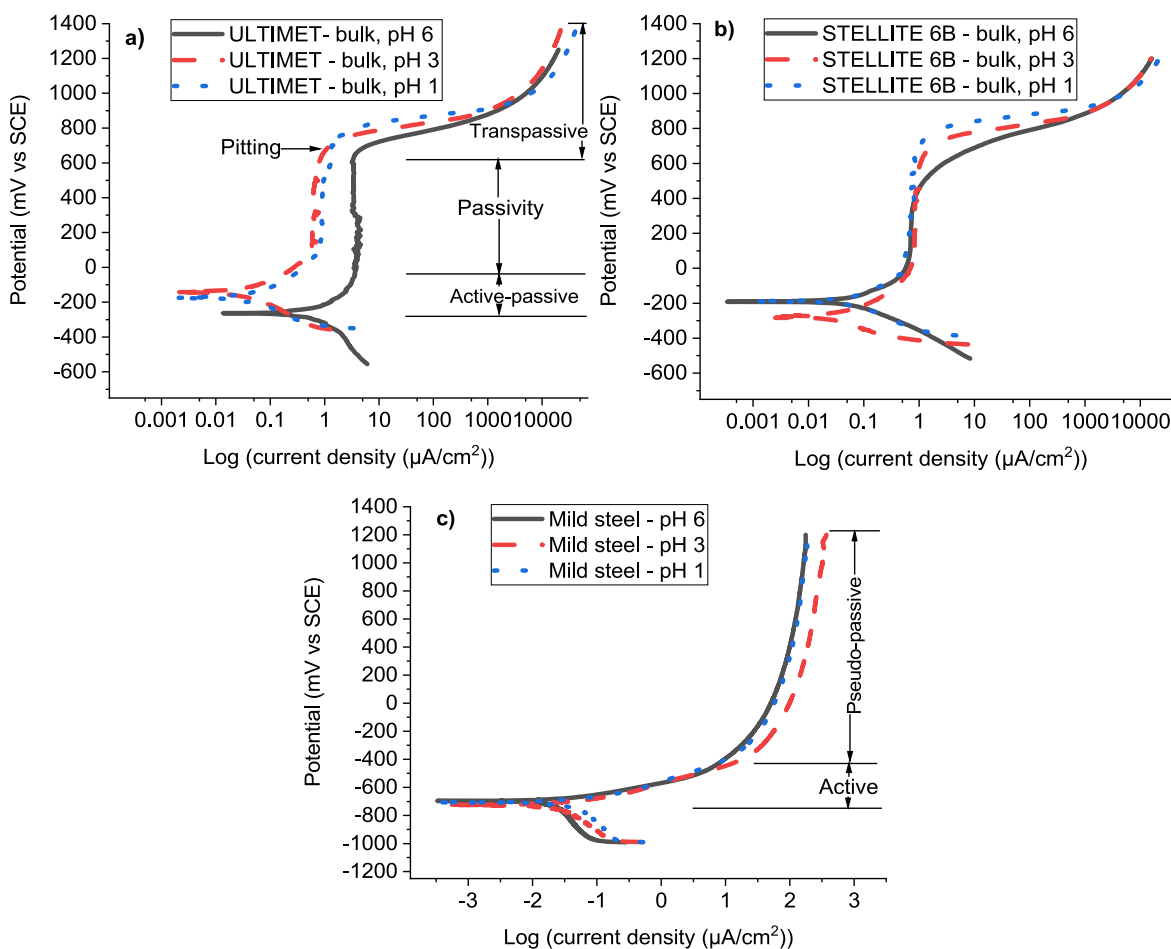 a)
ULTIMET - bulk, pH 6
ULTIMET - bulk, pH 3
ULTIMET - bulk, pH 1
Potential (mV vs SCE)
1400
1200
1000
800
600
400
200
0
-200
-400
-600
Pitting
Transpassive
Passivity
Active-passive
0.001 0.01 0.1 1 10 100 1000 10000
Log (current density (µA/cm²))
b)
STELLITE 6B - bulk, pH 6
STELLITE 6B - bulk, pH 3
STELLITE 6B - bulk, pH 1
Potential (mV vs SCE)
1400
1200
1000
800
600
400
200
0
-200
-400
-600
0.001 0.01 0.1 1 10 100 1000 10000
Log (current density (µA/cm²))
c)
Mild steel - pH 6
Mild steel - pH 3
Mild steel - pH 1
Potential (mV vs SCE)
1400
1200
1000
800
600
400
200
0
-200
-400
-600
-800
-1000
-1200
Pseudo-passive
Active
-3 -2 -1 0 1 2 3
Log (current density (µA/cm²))